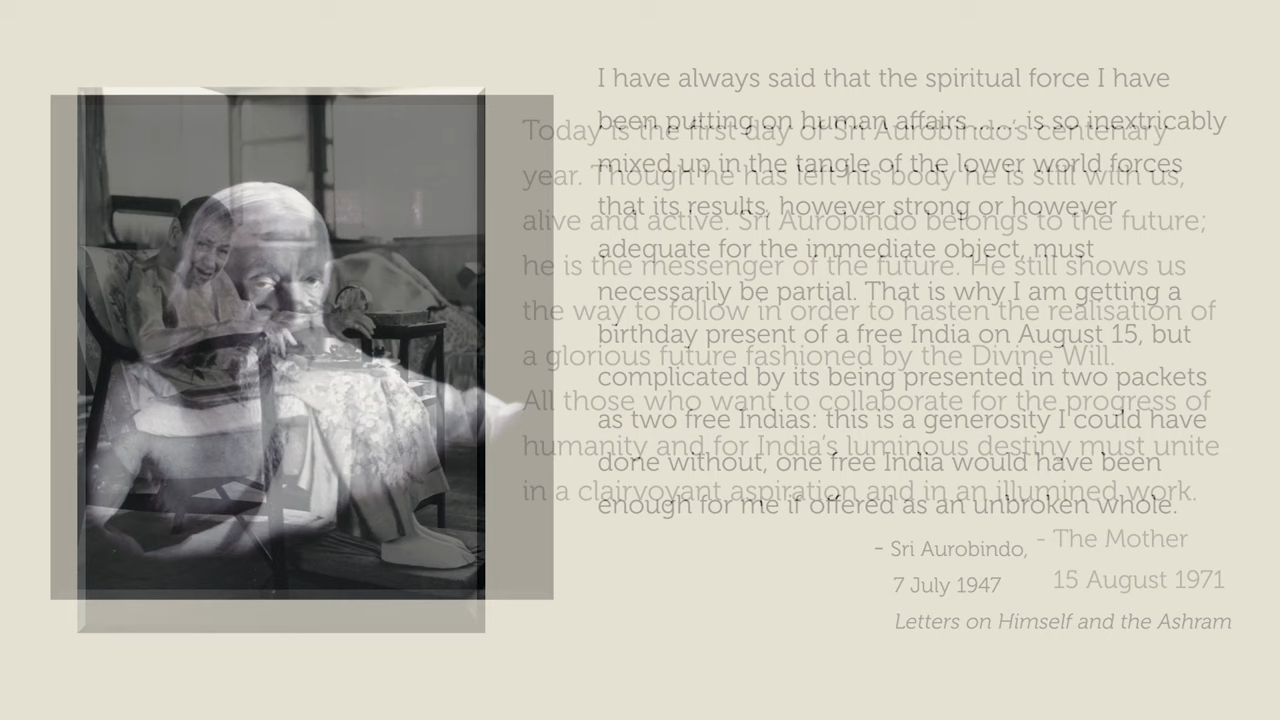 I have always said that the spiritual force I have
been putting on human affairs . . . . is so inextricably
mixed up in the tangle of the lower world forces
that its results, however strong or however
adequate for the immediate object, must
necessarily be partial. That is why I am getting a
birthday present of a free India on August 15, but
complicated by its being presented in two packets
as two free Indias: this is a generosity I could have
done without, one free India would have been
enough for me if offered as an unbroken whole.
- Sri Aurobindo,
7 July 1947
Letters on Himself and the Ashram
Today is the first day of Sri Aurobindo's centenary
year. Though he has left his body he is still with us,
alive and active. Sri Aurobindo belongs to the future;
he is the messenger of the future. He still shows us
the way to follow in order to hasten the realisation of
a glorious future fashioned by the Divine Will.
All those who want to collaborate for the progress of
humanity and for India's luminous destiny must unite
in a clairvoyant aspiration and in an illumined work.
- The Mother
15 August 1971